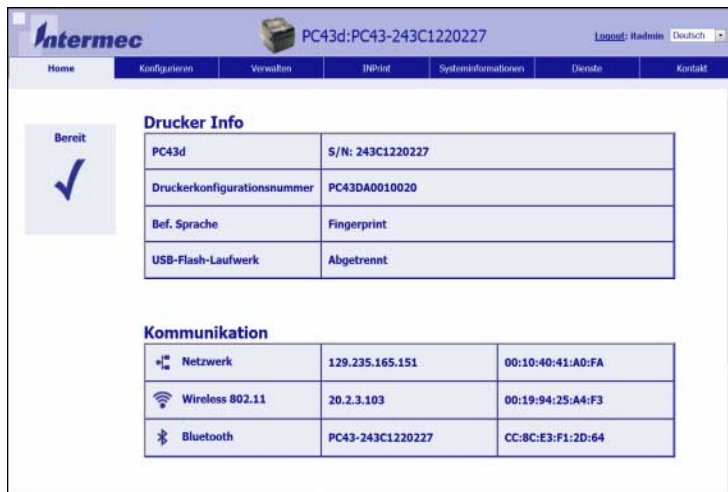 Intermec
PC43d:PC43-243C1220227
Logout: itadmin Deutsch
Home Konfigurieren Verwalten INPrint Systeminformationen Dienste Kontakt
Bereit
Drucker Info
PC43d S/N: 243C1220227
Druckerkonfigurationsnummer PC43DA0010020
Bef. Sprache Fingerprint
USB-Flash-Laufwerk Abgetrennt
Kommunikation
Netzwerk 129.235.165.151 00:10:40:41:A0:FA
Wireless 802.11 20.2.3.103 00:19:94:25:A4:F3
Bluetooth PC43-243C1220227 CC:8C:E3:F1:2D:64